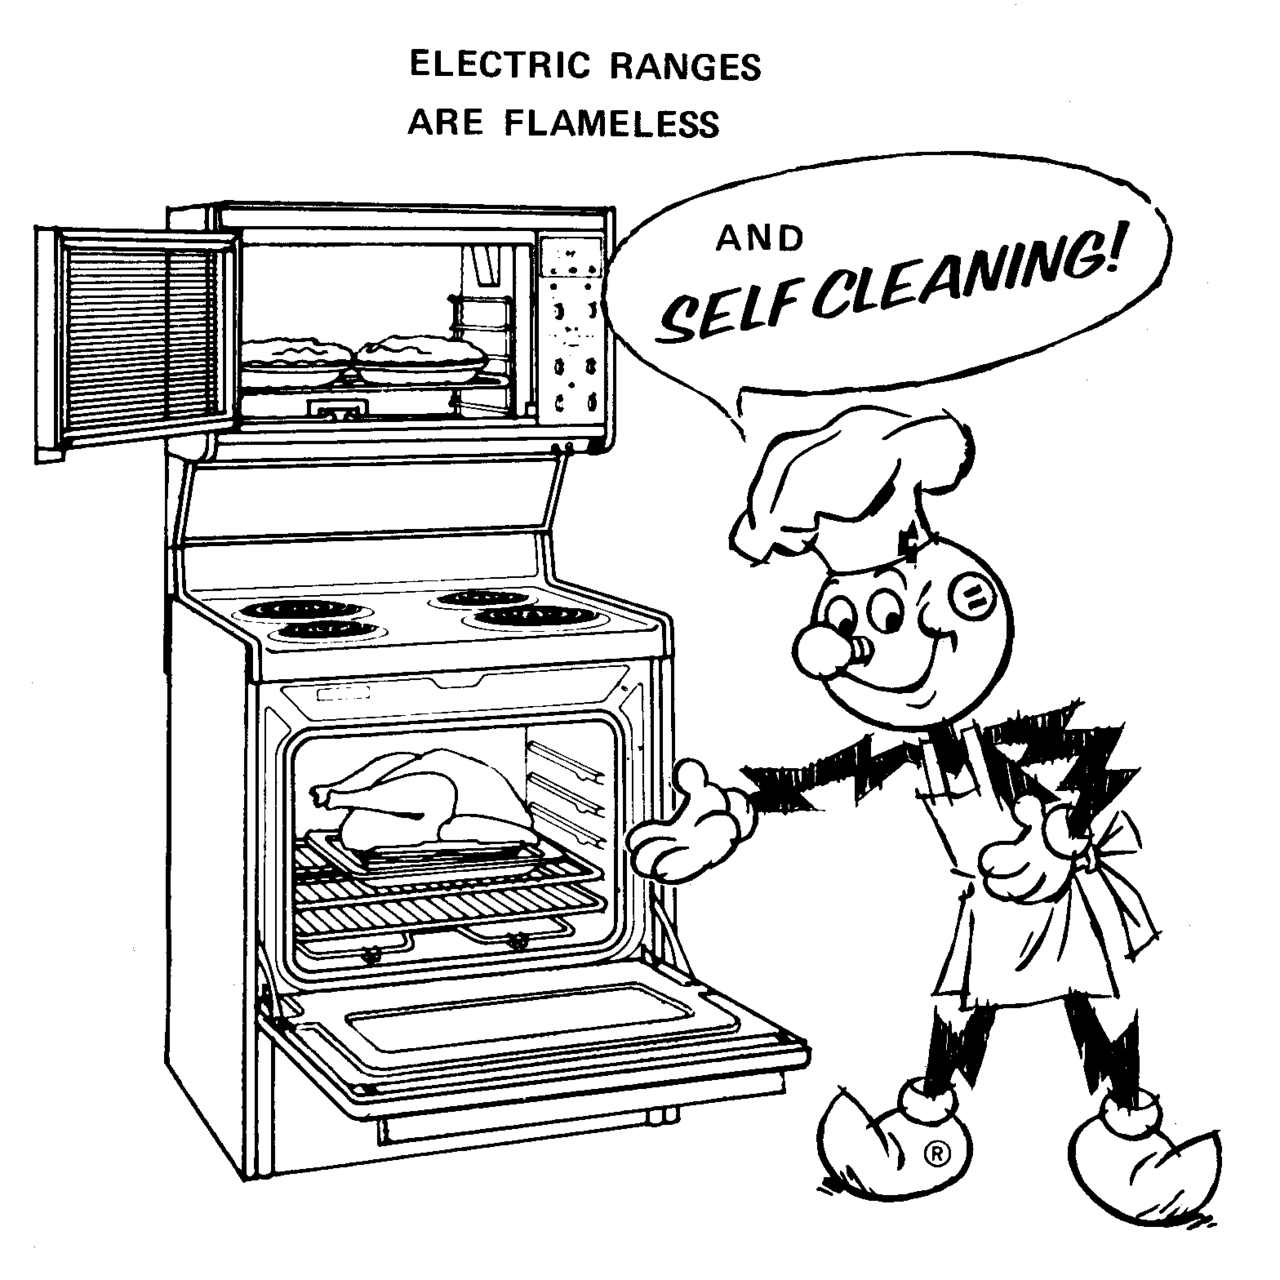 ELECTRIC RANGES
ARE FLAMELESS
AND
SELF CLEANING!
®